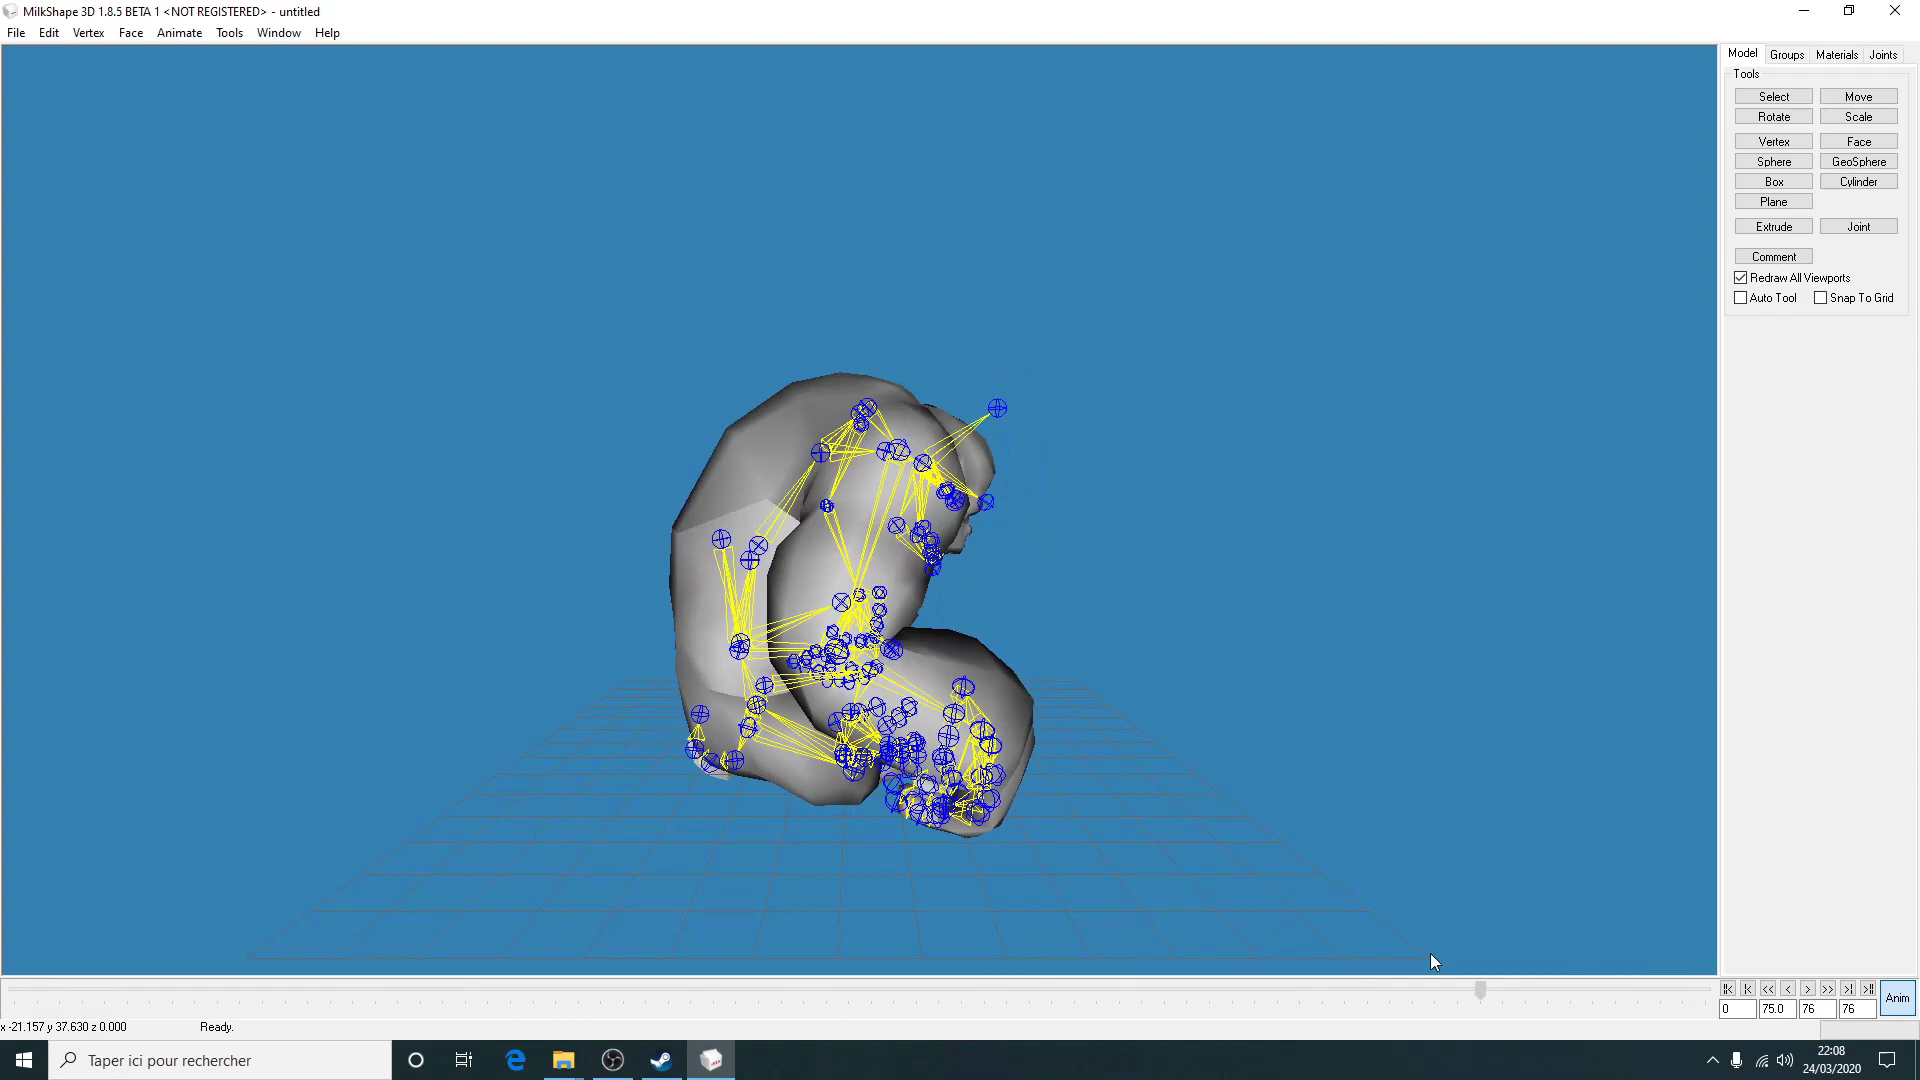 MilkShape 3D 1.8.5 BETA 1 <NOT REGISTERED> - untitled
File Edit Vertex Face Animate Tools Window Help
Model Groups Materials Joints
Tools
Select Move
Rotate Scale
Vertex Face
Sphere GeoSphere
Box Cylinder
Plane
Extrude Joint
Comment
Redraw All Viewports
Auto Tool Snap To Grid
|< |< << < > >> >| >|
Anim
0 75.0 76 76
x -21.157 y 37.630 z 0.000 Ready.
Taper ici pour rechercher
22:08
24/03/2020